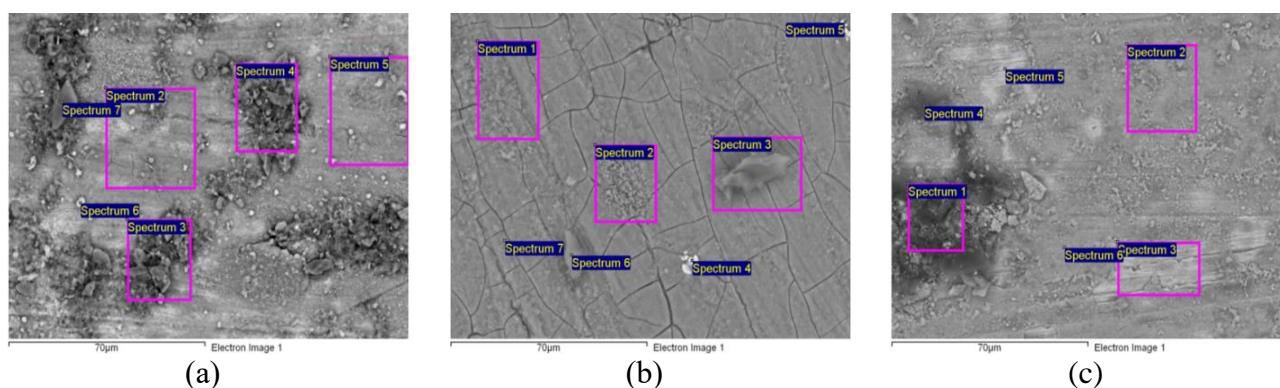 Spectrum 4
Spectrum 5
Spectrum 2
Spectrum 7
Spectrum 6
Spectrum 3
70µm
Electron Image 1
(a)
Spectrum 5
Spectrum 1
Spectrum 3
Spectrum 2
Spectrum 7
Spectrum 6
Spectrum 4
70µm
Electron Image 1
(b)
Spectrum 2
Spectrum 5
Spectrum 4
Spectrum 1
Spectrum 3
Spectrum 6
70µm
Electron Image 1
(c)